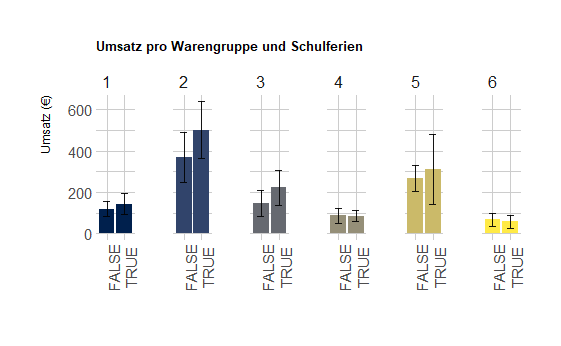 Umsatz pro Warengruppe und Schulferien
1 2 3 4 5 6
Umsatz (€)
600
400
200
0
FALSE TRUE FALSE TRUE FALSE TRUE FALSE TRUE FALSE TRUE FALSE TRUE